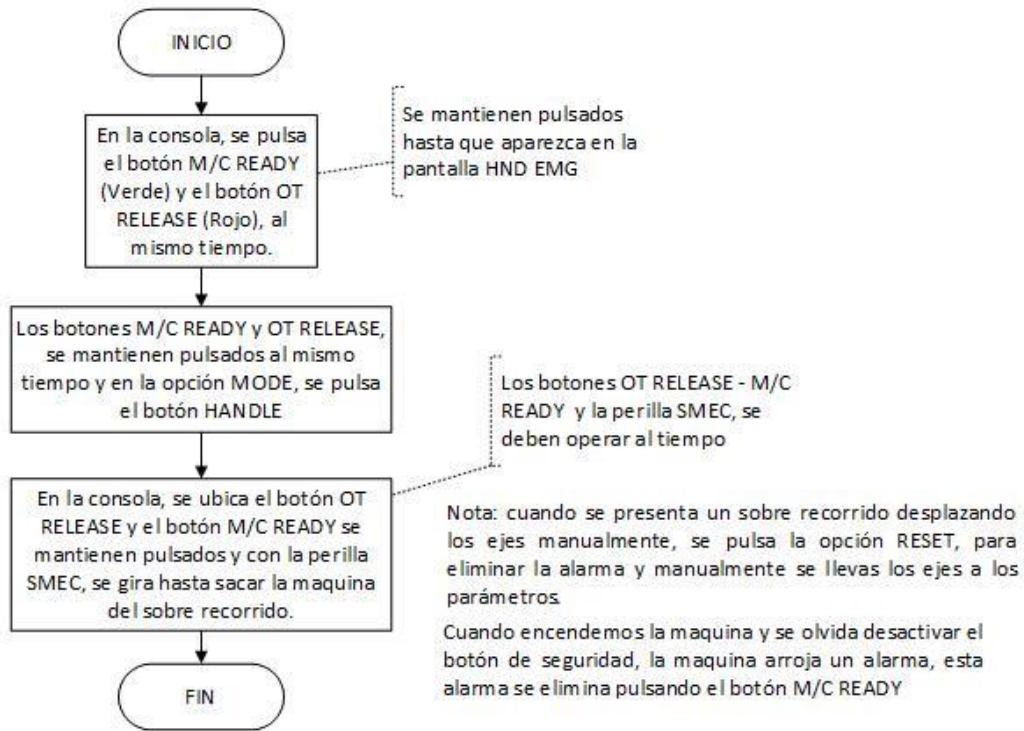 INICIO
En la consola, se pulsa
el botón M/C READY
(Verde) y el botón OT
RELEASE (Rojo), al
mismo tiempo.
Se mantienen pulsados
hasta que aparezca en la
pantalla HND EMG
Los botones M/C READY y OT RELEASE,
se mantienen pulsados al mismo
tiempo y en la opción MODE, se pulsa
el botón HANDLE
Los botones OT RELEASE - M/C
READY y la perilla SMEC, se
deben operar al tiempo
En la consola, se ubica el botón OT
RELEASE y el botón M/C READY se
mantienen pulsados y con la perilla
SMEC, se gira hasta sacar la maquina
del sobre recorrido.
Nota: cuando se presenta un sobre recorrido desplazando
los ejes manualmente, se pulsa la opción RESET, para
eliminar la alarma y manualmente se llevas los ejes a los
parámetros.
Cuando encendemos la maquina y se olvida desactivar el
botón de seguridad, la maquina arroja un alarma, esta
alarma se elimina pulsando el botón M/C READY
FIN